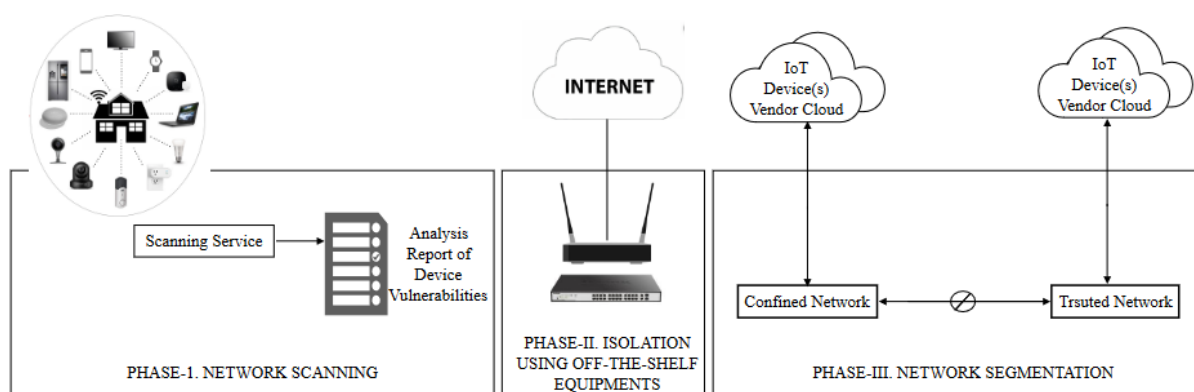 Scanning Service
Analysis
Report of
Device
Vulnerabilities
PHASE-1. NETWORK SCANNING
INTERNET
PHASE-II. ISOLATION
USING OFF-THE-SHELF
EQUIPMENTS
IoT
Device(s)
Vendor Cloud
IoT
Device(s)
Vendor Cloud
Confined Network
Trsuted Network
PHASE-III. NETWORK SEGMENTATION